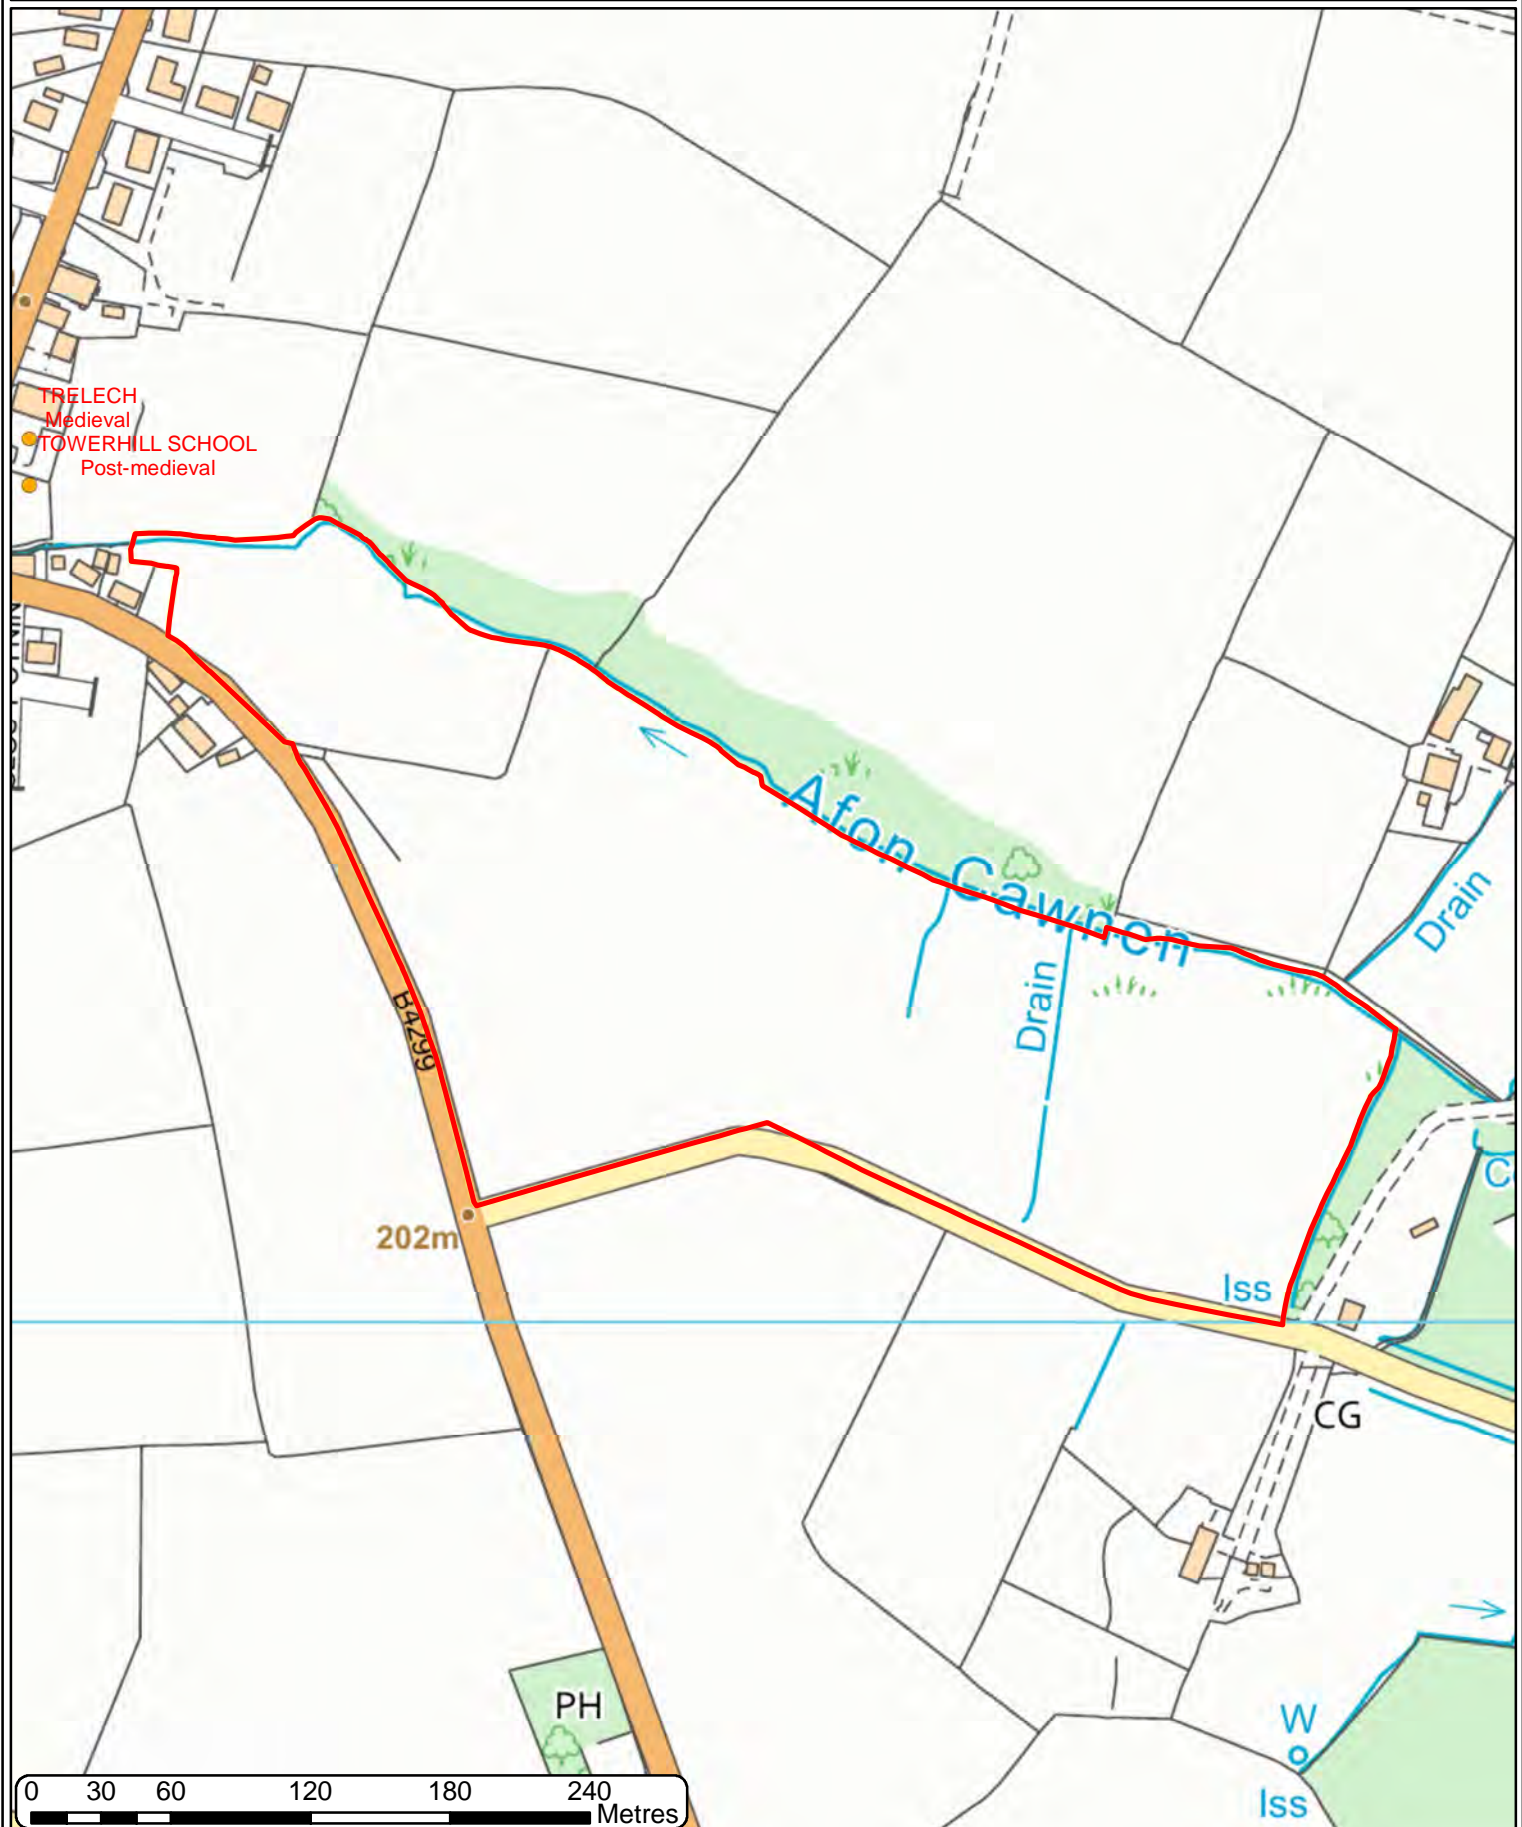 TRELECH
Medieval
TOWERHILL SCHOOL
Post-medieval
Afon Cawnen
Drain
Drain
B4299
202m
Iss
CG
PH
W
Iss
0 30 60 120 180 240
Metres